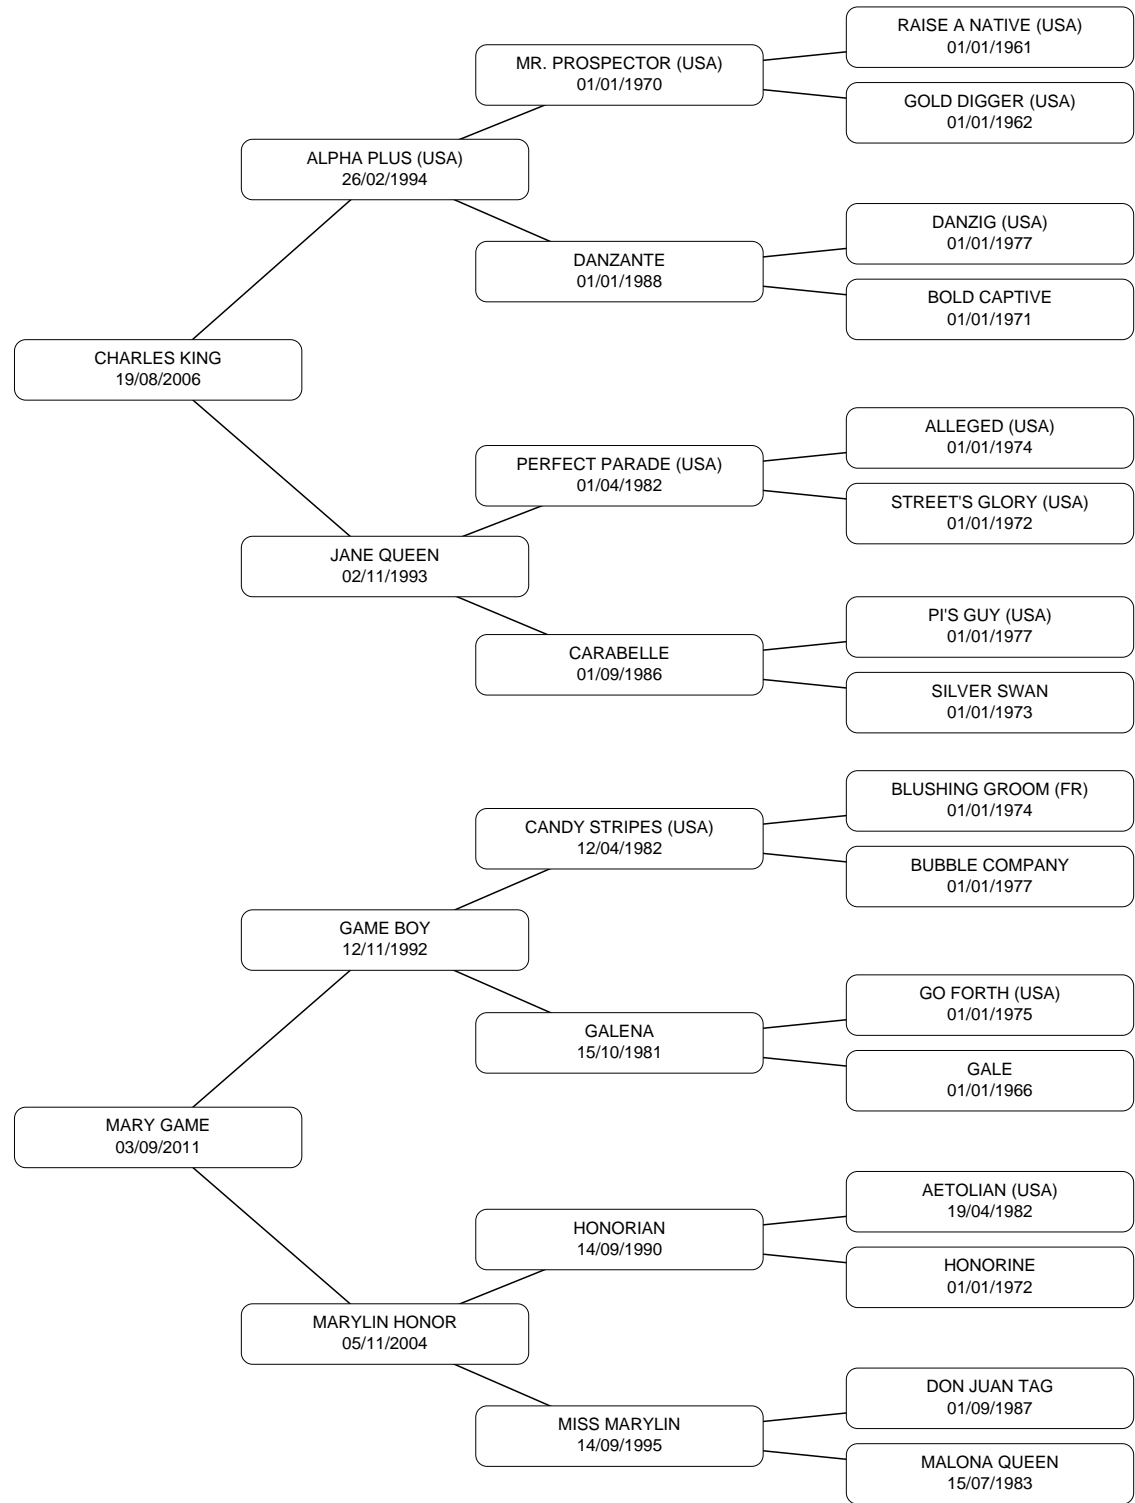 RAISE A NATIVE (USA)
01/01/1961
MR. PROSPECTOR (USA)
01/01/1970
GOLD DIGGER (USA)
01/01/1962
ALPHA PLUS (USA)
26/02/1994
DANZIG (USA)
01/01/1977
DANZANTE
01/01/1988
BOLD CAPTIVE
01/01/1971
CHARLES KING
19/08/2006
ALLEGED (USA)
01/01/1974
PERFECT PARADE (USA)
01/04/1982
STREET'S GLORY (USA)
01/01/1972
JANE QUEEN
02/11/1993
PI'S GUY (USA)
01/01/1977
CARABELLE
01/09/1986
SILVER SWAN
01/01/1973
BLUSHING GROOM (FR)
01/01/1974
CANDY STRIPES (USA)
12/04/1982
BUBBLE COMPANY
01/01/1977
GAME BOY
12/11/1992
GO FORTH (USA)
01/01/1975
GALENA
15/10/1981
GALE
01/01/1966
MARY GAME
03/09/2011
AETOLIAN (USA)
19/04/1982
HONORIAN
14/09/1990
HONORINE
01/01/1972
MARYLIN HONOR
05/11/2004
DON JUAN TAG
01/09/1987
MISS MARYLIN
14/09/1995
MALONA QUEEN
15/07/1983